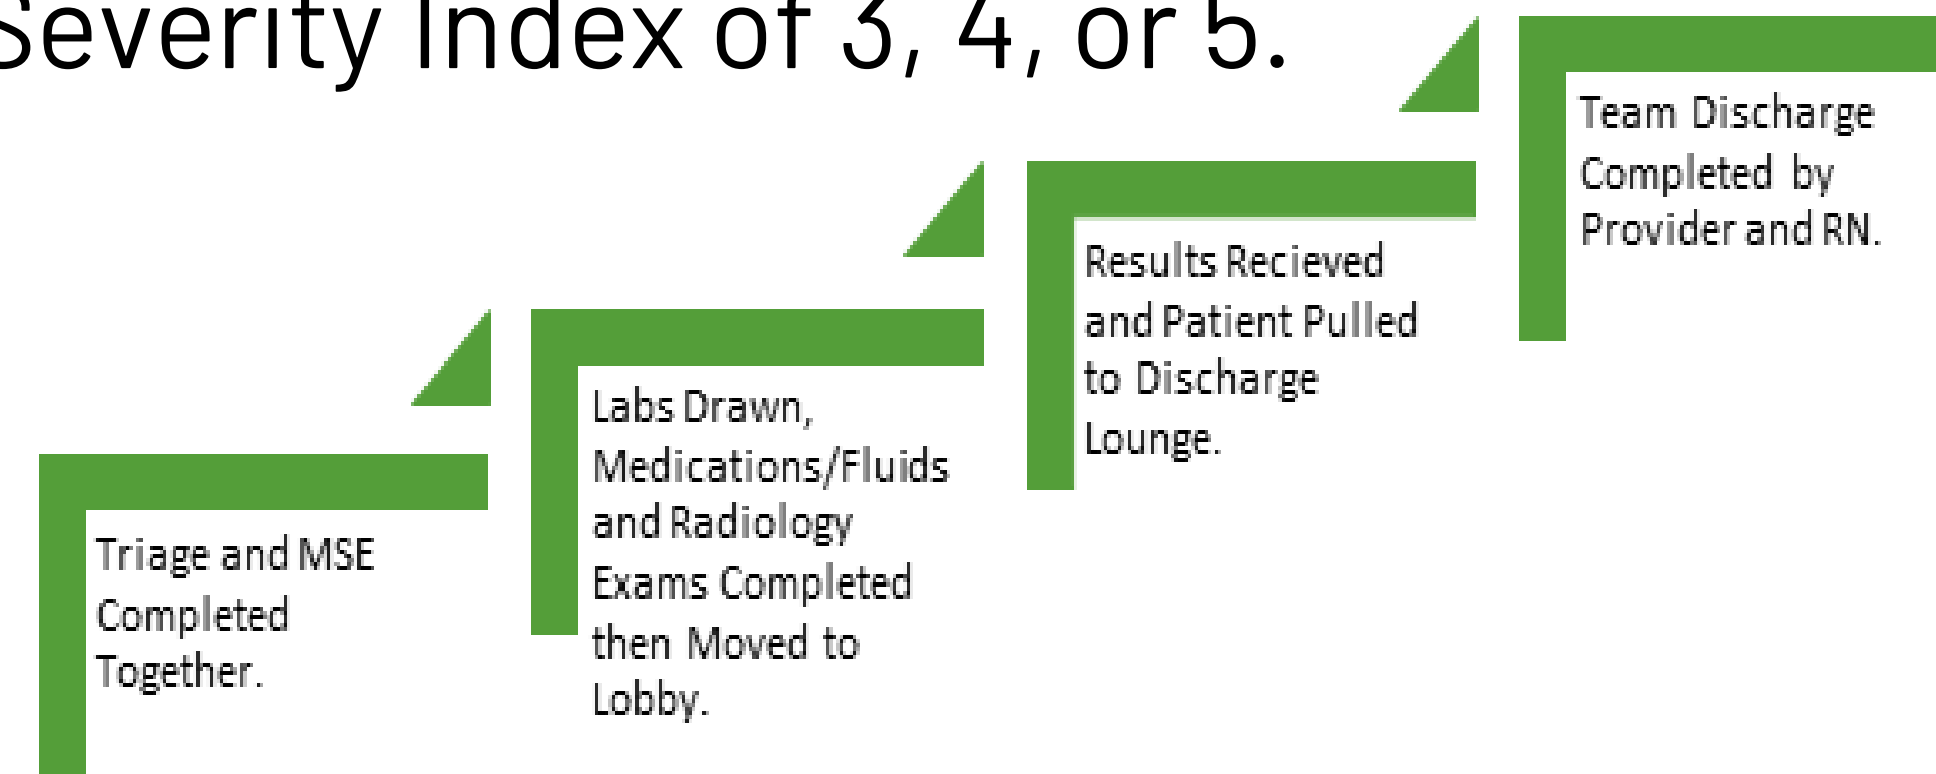 Severity Index of 3, 4, or 5.
Triage and MSE
Completed
Together.
Labs Drawn,
Medications/Fluids
and Radiology
Exams Completed
then Moved to
Lobby.
Results Recieved
and Patient Pulled
to Discharge
Lounge.
Team Discharge
Completed by
Provider and RN.